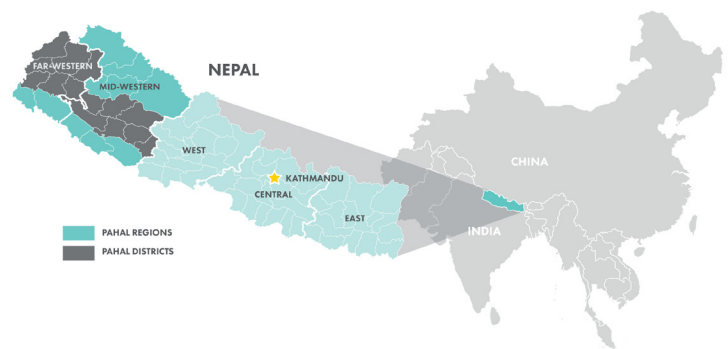 NEPAL
FAR-WESTERN
MID-WESTERN
WEST
KATHMANDU
CENTRAL
EAST
CHINA
INDIA
PAHAL REGIONS
PAHAL DISTRICTS